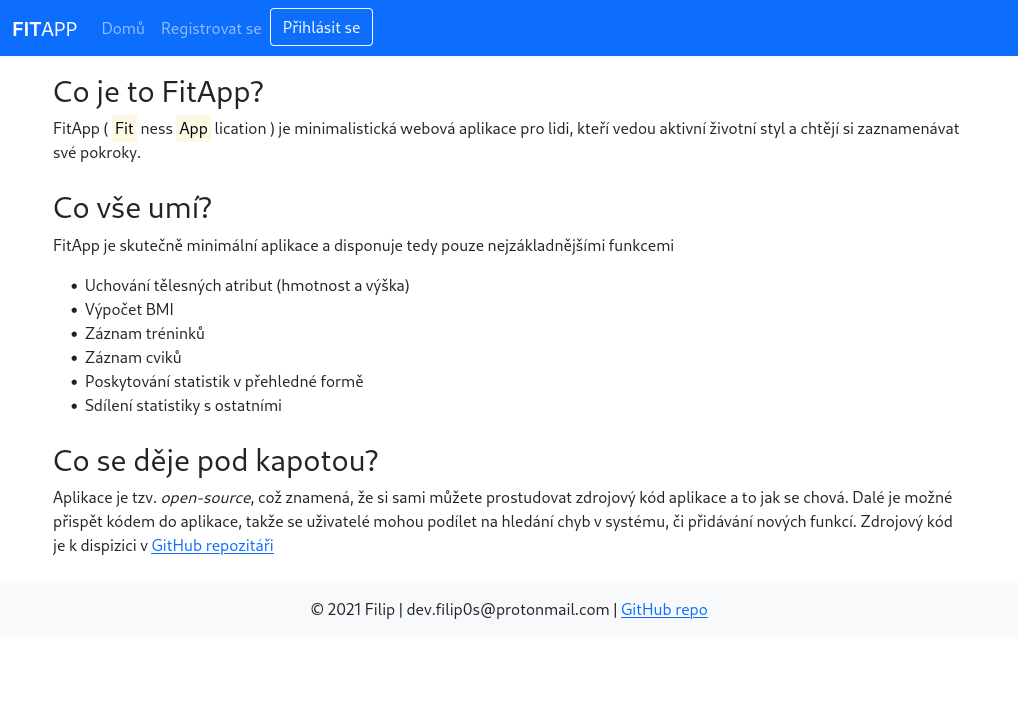 FITAPP Domů Registrovat se Přihlásit se
Co je to FitApp?
FitApp ( Fit ness App lication ) je minimalistická webová aplikace pro lidi, kteří vedou aktivní životní styl a chtějí si zaznamenávat
své pokroky.
Co vše umí?
FitApp je skutečně minimální aplikace a disponuje tedy pouze nejzákladnějšími funkcemi
• Uchování tělesných atribut (hmotnost a výška)
• Výpočet BMI
• Záznam tréninků
• Záznam cviků
• Poskytování statistik v přehledné formě
• Sdílení statistiky s ostatními
Co se děje pod kapotou?
Aplikace je tzv. open-source, což znamená, že si sami můžete prostudovat zdrojový kód aplikace a to jak se chová. Dalé je možné
přispět kódem do aplikace, takže se uživatelé mohou podílet na hledání chyb v systému, či přidávání nových funkcí. Zdrojový kód
je k dispizici v GitHub repozitáři
© 2021 Filip | dev.filip0s@protonmail.com | GitHub repo